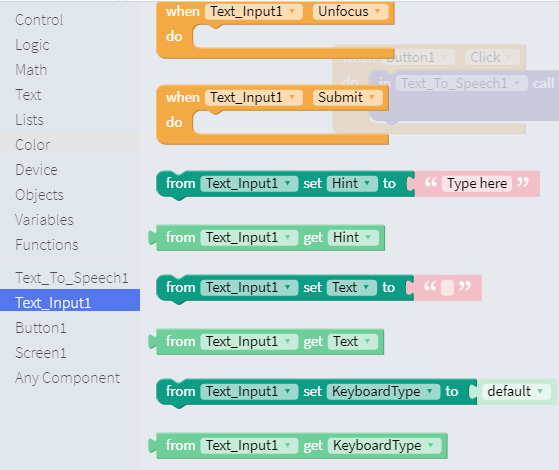 Control
Logic
Math
Text
Lists
Color
Device
Objects
Variables
Functions
Text_To_Speech1
Text_Input1
Button1
Screen1
Any Component
when Text_Input1 Unfocus
do
when Button1 Click
do in Text_To_Speech1 call
when Text_Input1 Submit
do
from Text_Input1 set Hint to “ Type here ”
from Text_Input1 get Hint
from Text_Input1 set Text to “ ”
from Text_Input1 get Text
from Text_Input1 set KeyboardType to default
from Text_Input1 get KeyboardType